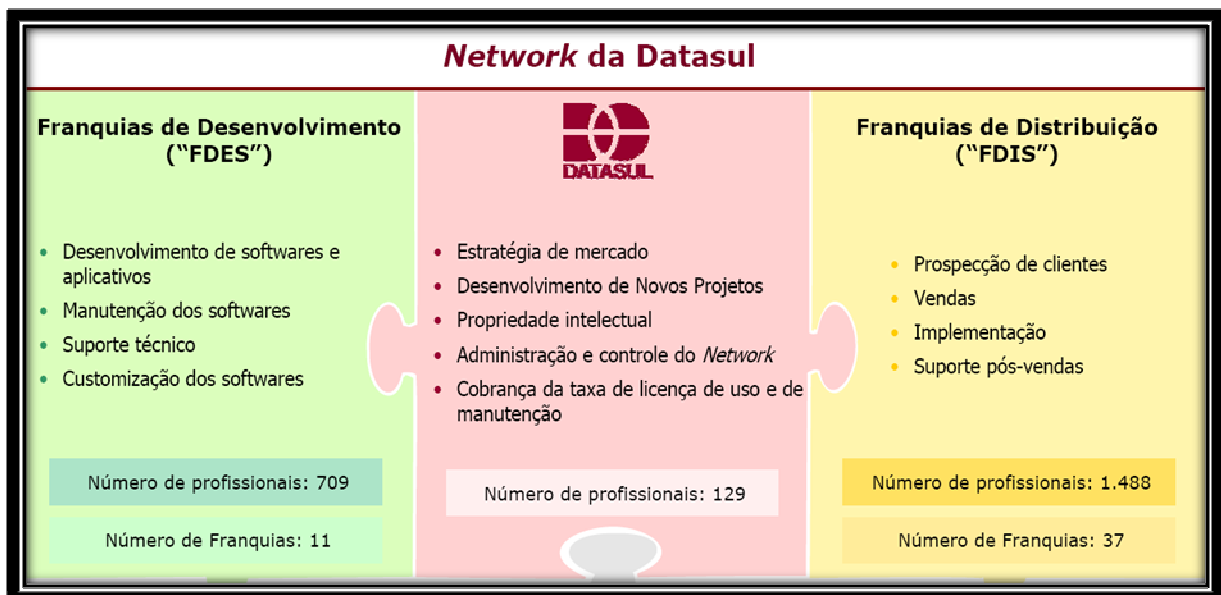 Network da Datasul
Franquias de Desenvolvimento
("FDES")
• Desenvolvimento de softwares e
aplicativos
• Manutenção dos softwares
• Suporte técnico
• Customização dos softwares
Número de profissionais: 709
Número de Franquias: 11
DATASUL
• Estratégia de mercado
• Desenvolvimento de Novos Projetos
• Propriedade intelectual
• Administração e controle do Network
• Cobrança da taxa de licença de uso e de
manutenção
Número de profissionais: 129
Franquias de Distribuição
("FDIS")
• Prospecção de clientes
• Vendas
• Implementação
• Suporte pós-vendas
Número de profissionais: 1.488
Número de Franquias: 37